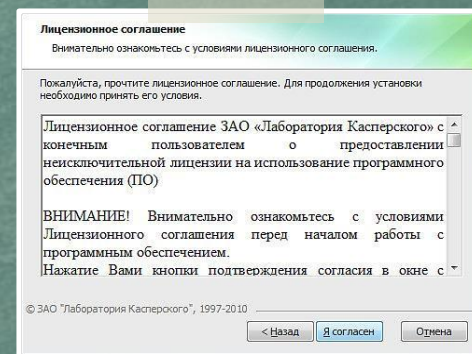 Лицензионное соглашение
Внимательно ознакомьтесь с условиями лицензионного соглашения.
Пожалуйста, прочтите лицензионное соглашение. Для продолжения установки
необходимо принять его условия.
Лицензионное соглашение ЗАО «Лаборатория Касперского» с
конечным пользователем о предоставлении
неисключительной лицензии на использование программного
обеспечения (ПО)
ВНИМАНИЕ! Внимательно ознакомьтесь с условиями
Лицензионного соглашения перед началом работы с
программным обеспечением.
Нажатие Вами кнопки подтверждения согласия в окне с
© ЗАО "Лаборатория Касперского", 1997-2010
< Назад Я согласен Отмена